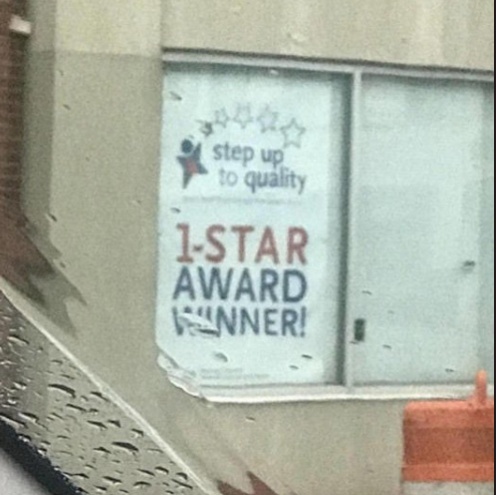 step up
to quality
1-STAR
AWARD
WINNER!